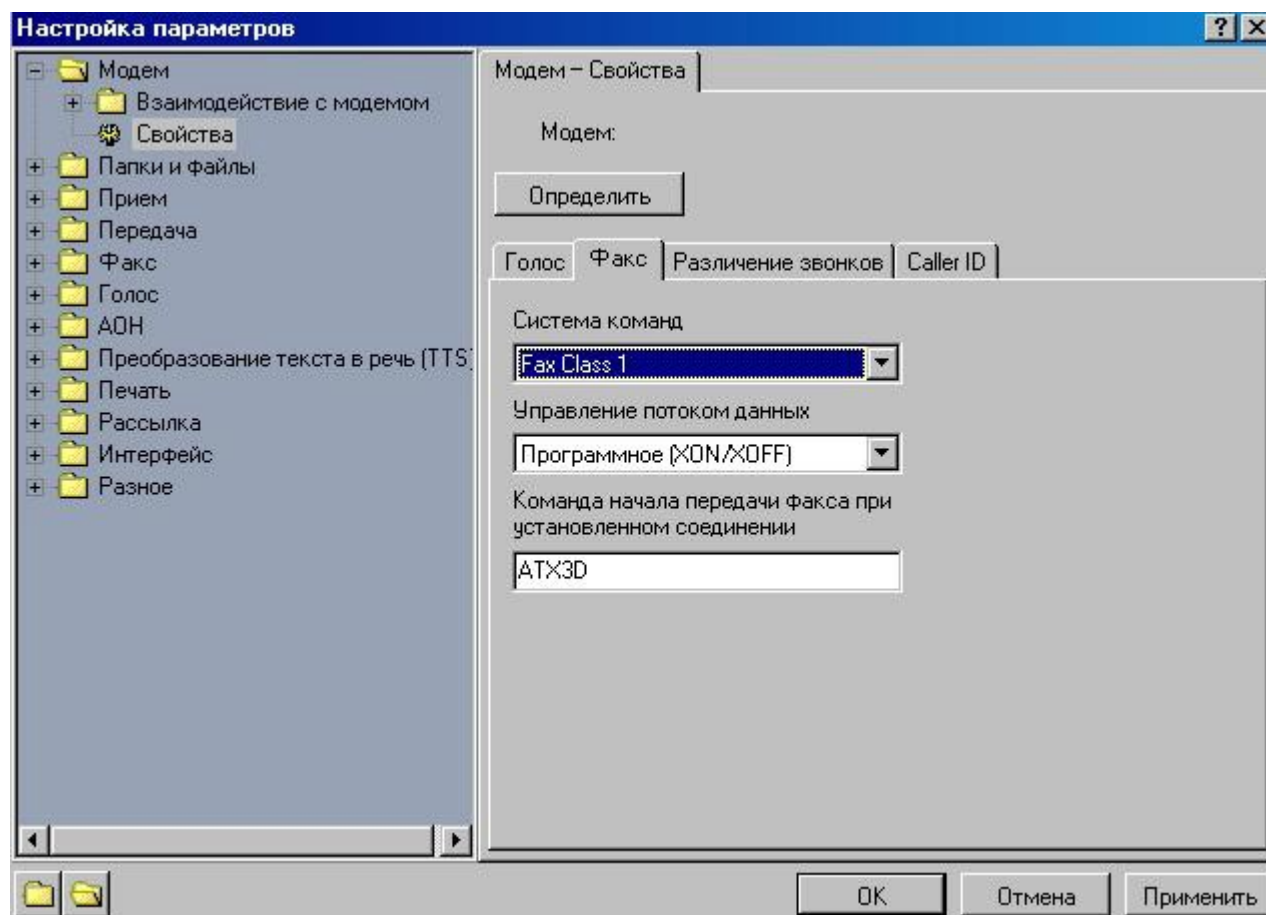 Настройка параметров
Модем
Взаимодействие с модемом
Свойства
Папки и файлы
Прием
Передача
Факс
Голос
АОН
Преобразование текста в речь (TTS)
Печать
Рассылка
Интерфейс
Разное
Модем – Свойства
Модем:
Определить
Голос
Факс
Различение звонков
Caller ID
Система команд
Fax Class 1
Управление потоком данных
Программное (XON/XOFF)
Команда начала передачи факса при
установленном соединении
ATX3D
OK
Отмена
Применить